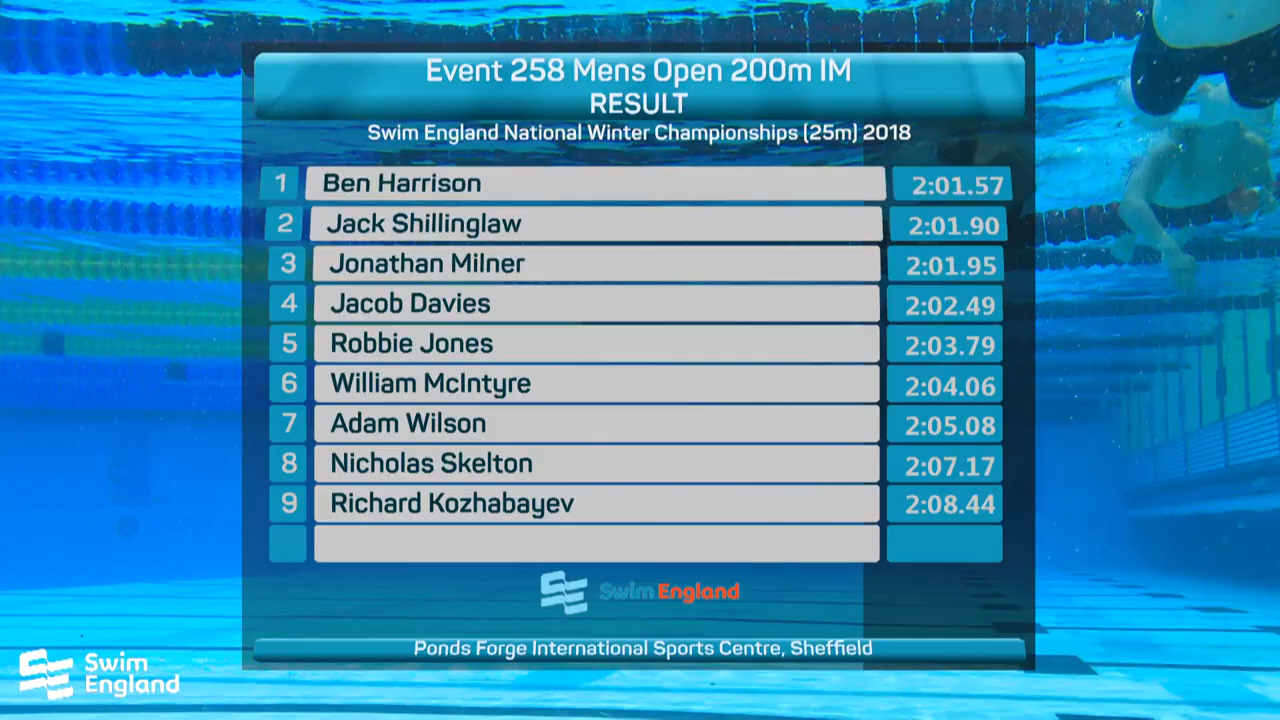 Event 258 Mens Open 200m IM
RESULT
Swim England National Winter Championships (25m) 2018
1 Ben Harrison 2:01.57
2 Jack Shillinglaw 2:01.90
3 Jonathan Milner 2:01.95
4 Jacob Davies 2:02.49
5 Robbie Jones 2:03.79
6 William McIntyre 2:04.06
7 Adam Wilson 2:05.08
8 Nicholas Skelton 2:07.17
9 Richard Kozhabayev 2:08.44
Swim England
Ponds Forge International Sports Centre, Sheffield
Swim
England